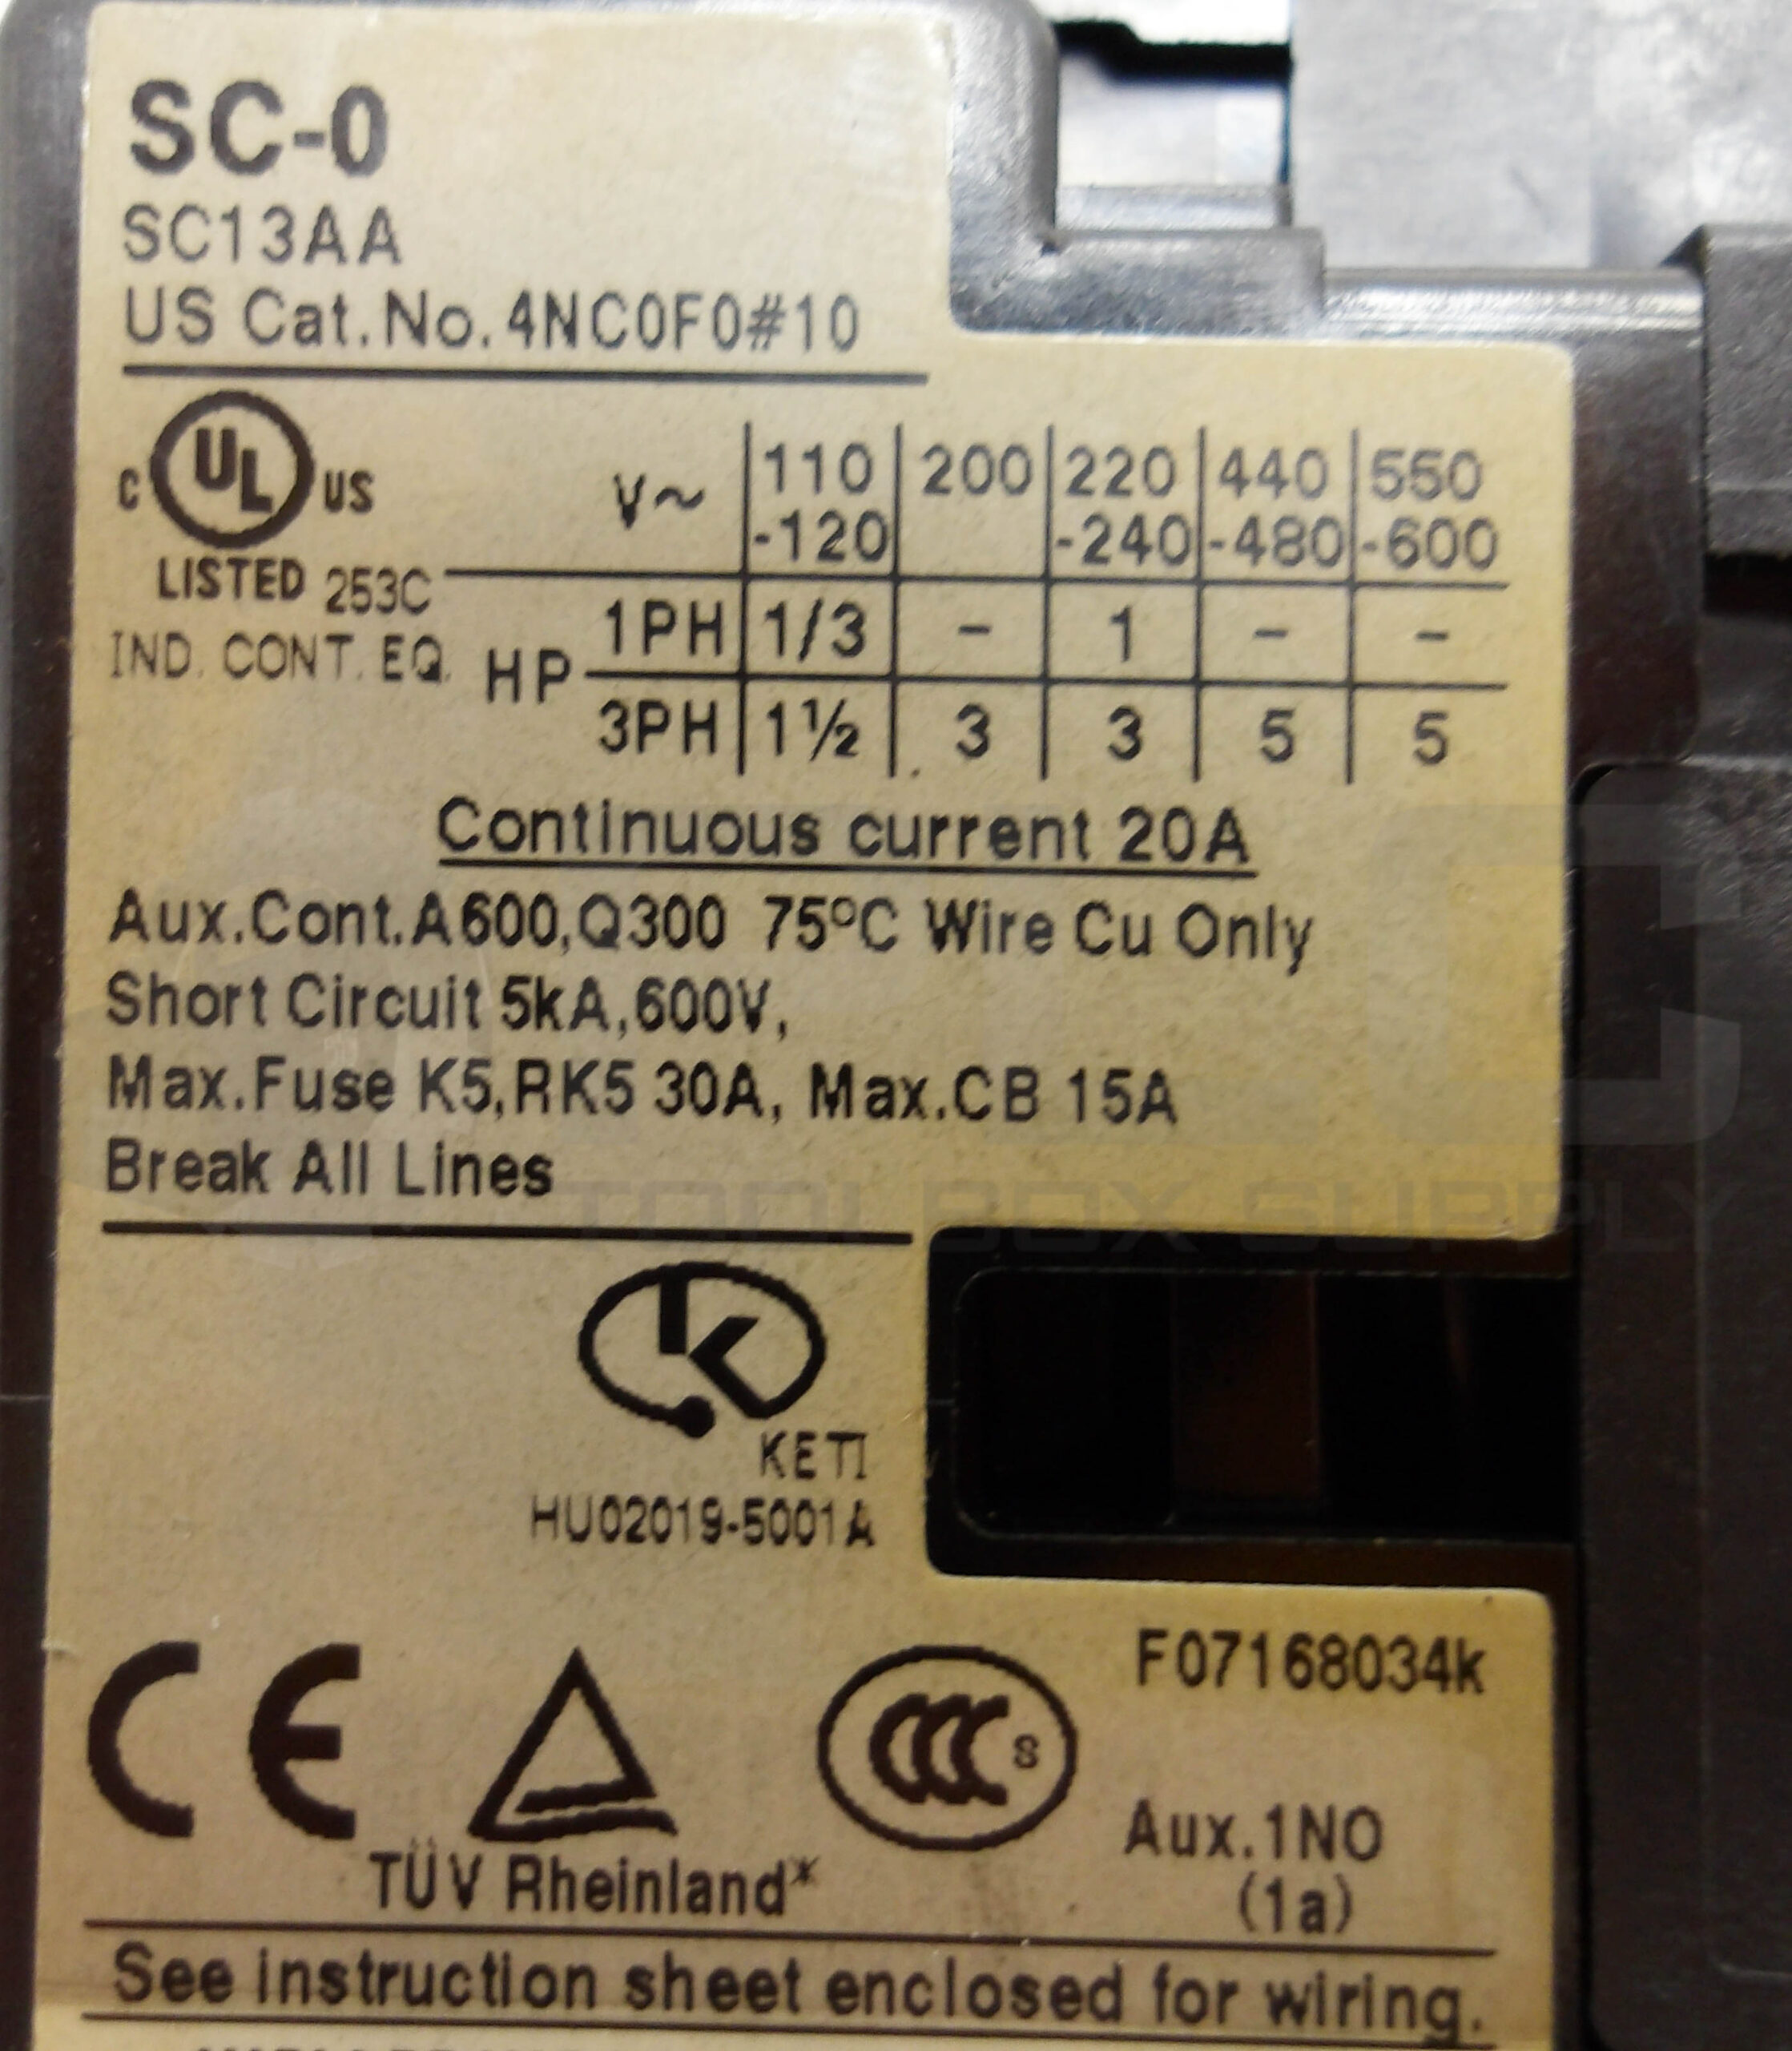 SC-0
SC13AA
US Cat.No.4NC0F0#10
C UL US
LISTED 253C
IND. CONT. EQ.
V~ 110-120 200 220-240 440-480 550-600
HP
1PH 1/3 - 1 - -
3PH 1½ 3 3 5 5
Continuous current 20A
Aux.Cont.A600,Q300 75°C Wire Cu Only
Short Circuit 5kA,600V,
Max.Fuse K5,RK5 30A, Max.CB 15A
Break All Lines
TOOLBOX SUPPLY
K
KETI
HU02019-5001A
F07168034k
CE
CCC S
Aux.1NO
(1a)
TÜV Rheinland*
See instruction sheet enclosed for wiring.